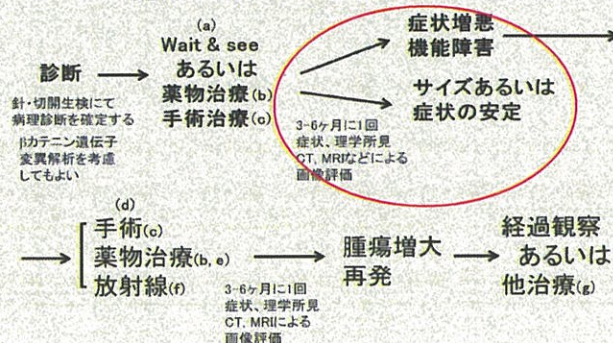 診断
針・切開生検にて
病理診断を確定する
βカテニン遺伝子
変異解析を考慮
してもよい
(a)
Wait & see
あるいは
薬物治療(b)
手術治療(c)
3-6ヶ月に1回
症状、理学所見
CT, MRIなどによる
画像評価
症状増悪
機能障害
サイズあるいは
症状の安定
(d)
手術(c)
薬物治療(b, e)
放射線(f)
3-6ヶ月に1回
症状、理学所見
CT, MRIによる
画像評価
腫瘍増大
再発
経過観察
あるいは
他治療(g)